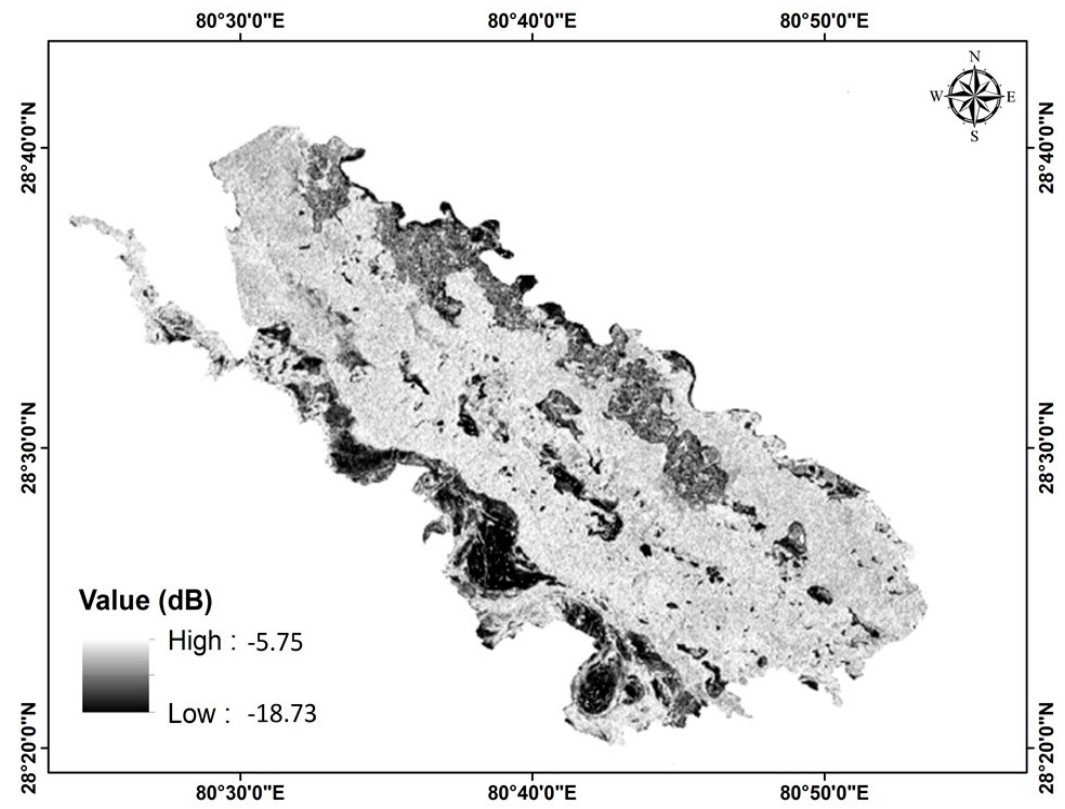 80°30'0"E 80°40'0"E 80°50'0"E
N
W E
S
28°40'0"N 28°40'0"N
28°30'0"N 28°30'0"N
Value (dB)
High : -5.75
Low : -18.73
28°20'0"N 28°20'0"N
80°30'0"E 80°40'0"E 80°50'0"E